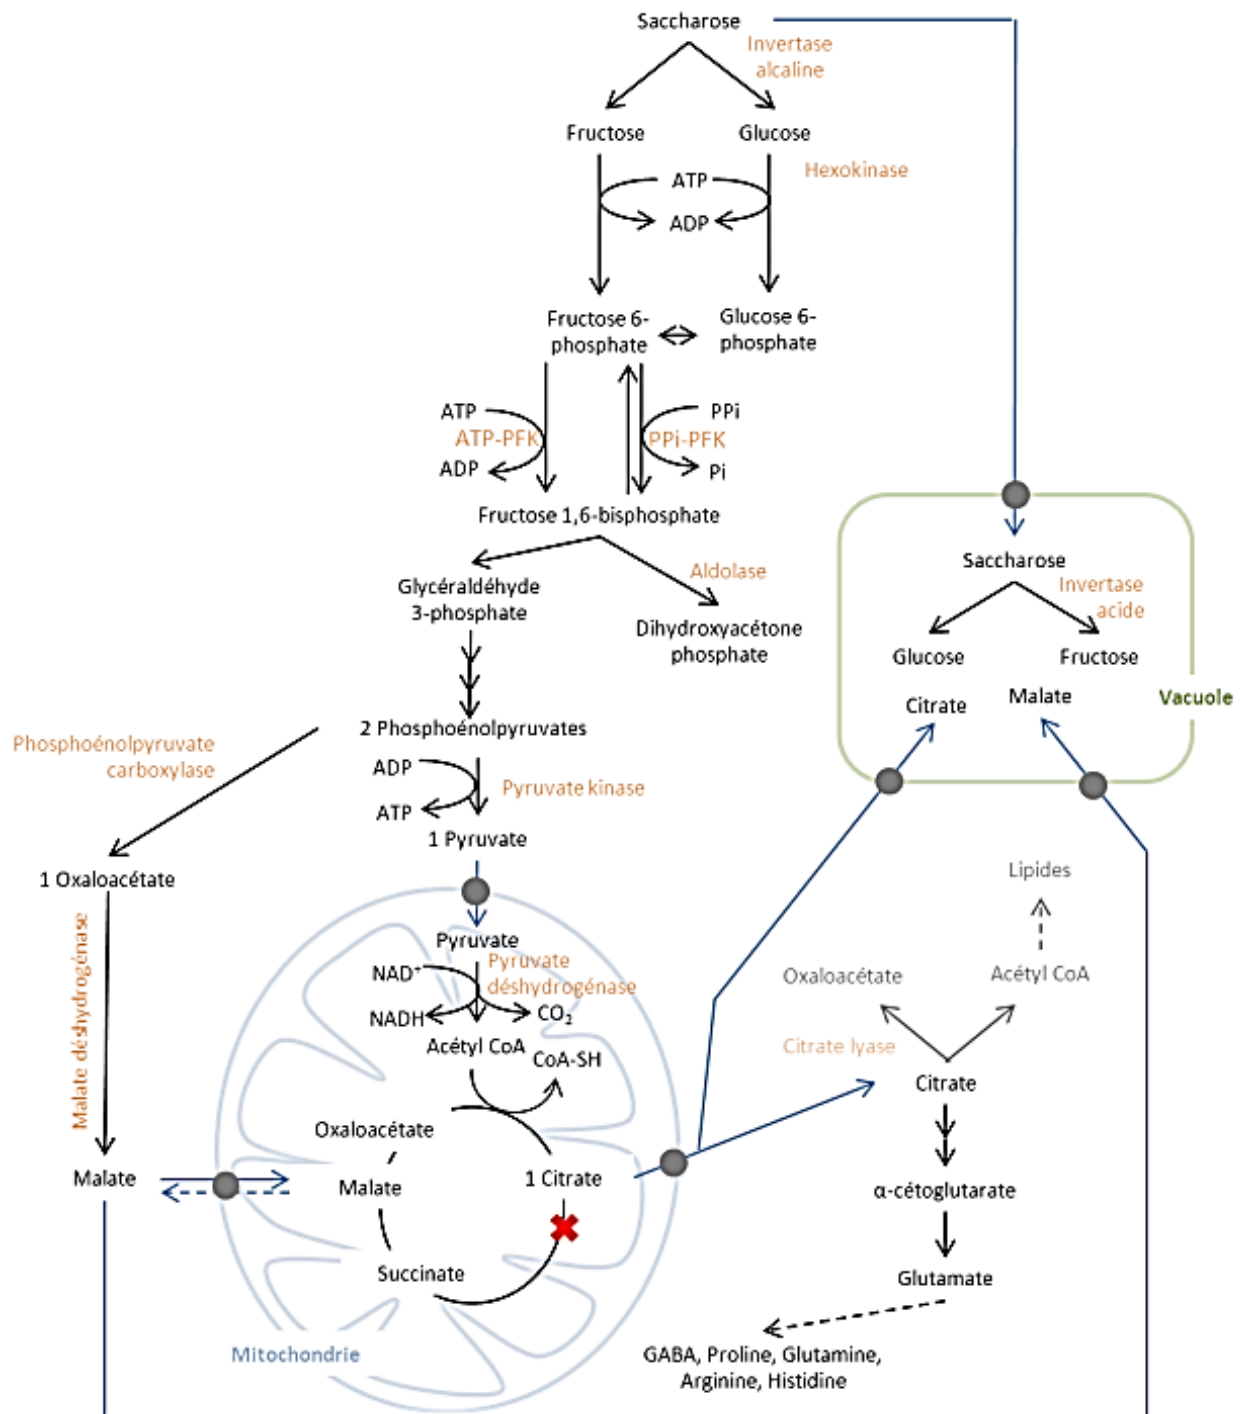 Saccharose
Invertase
alcaline
Fructose
Glucose
Hexokinase
ATP
ADP
Fructose 6-
phosphate
Glucose 6-
phosphate
ATP
ATP-PFK
ADP
PPi
PPi-PFK
Pi
Fructose 1,6-bisphosphate
Aldolase
Glycéraldéhyde
3-phosphate
Dihydroxyacétone
phosphate
Saccharose
Invertase
acide
Glucose
Fructose
Citrate
Malate
Vacuole
2 Phosphoénolpyruvates
Phosphoénolpyruvate
carboxylase
ADP
ATP
Pyruvate kinase
1 Pyruvate
1 Oxaloacétate
Malate déshydrogénase
Malate
Pyruvate
NAD+
Pyruvate
déshydrogénase
NADH
CO2
Acétyl CoA
CoA-SH
Oxaloacétate
Malate
1 Citrate
Succinate
Mitochondrie
Lipides
Oxaloacétate
Acétyl CoA
Citrate lyase
Citrate
α-cétoglutarate
Glutamate
GABA, Proline, Glutamine,
Arginine, Histidine